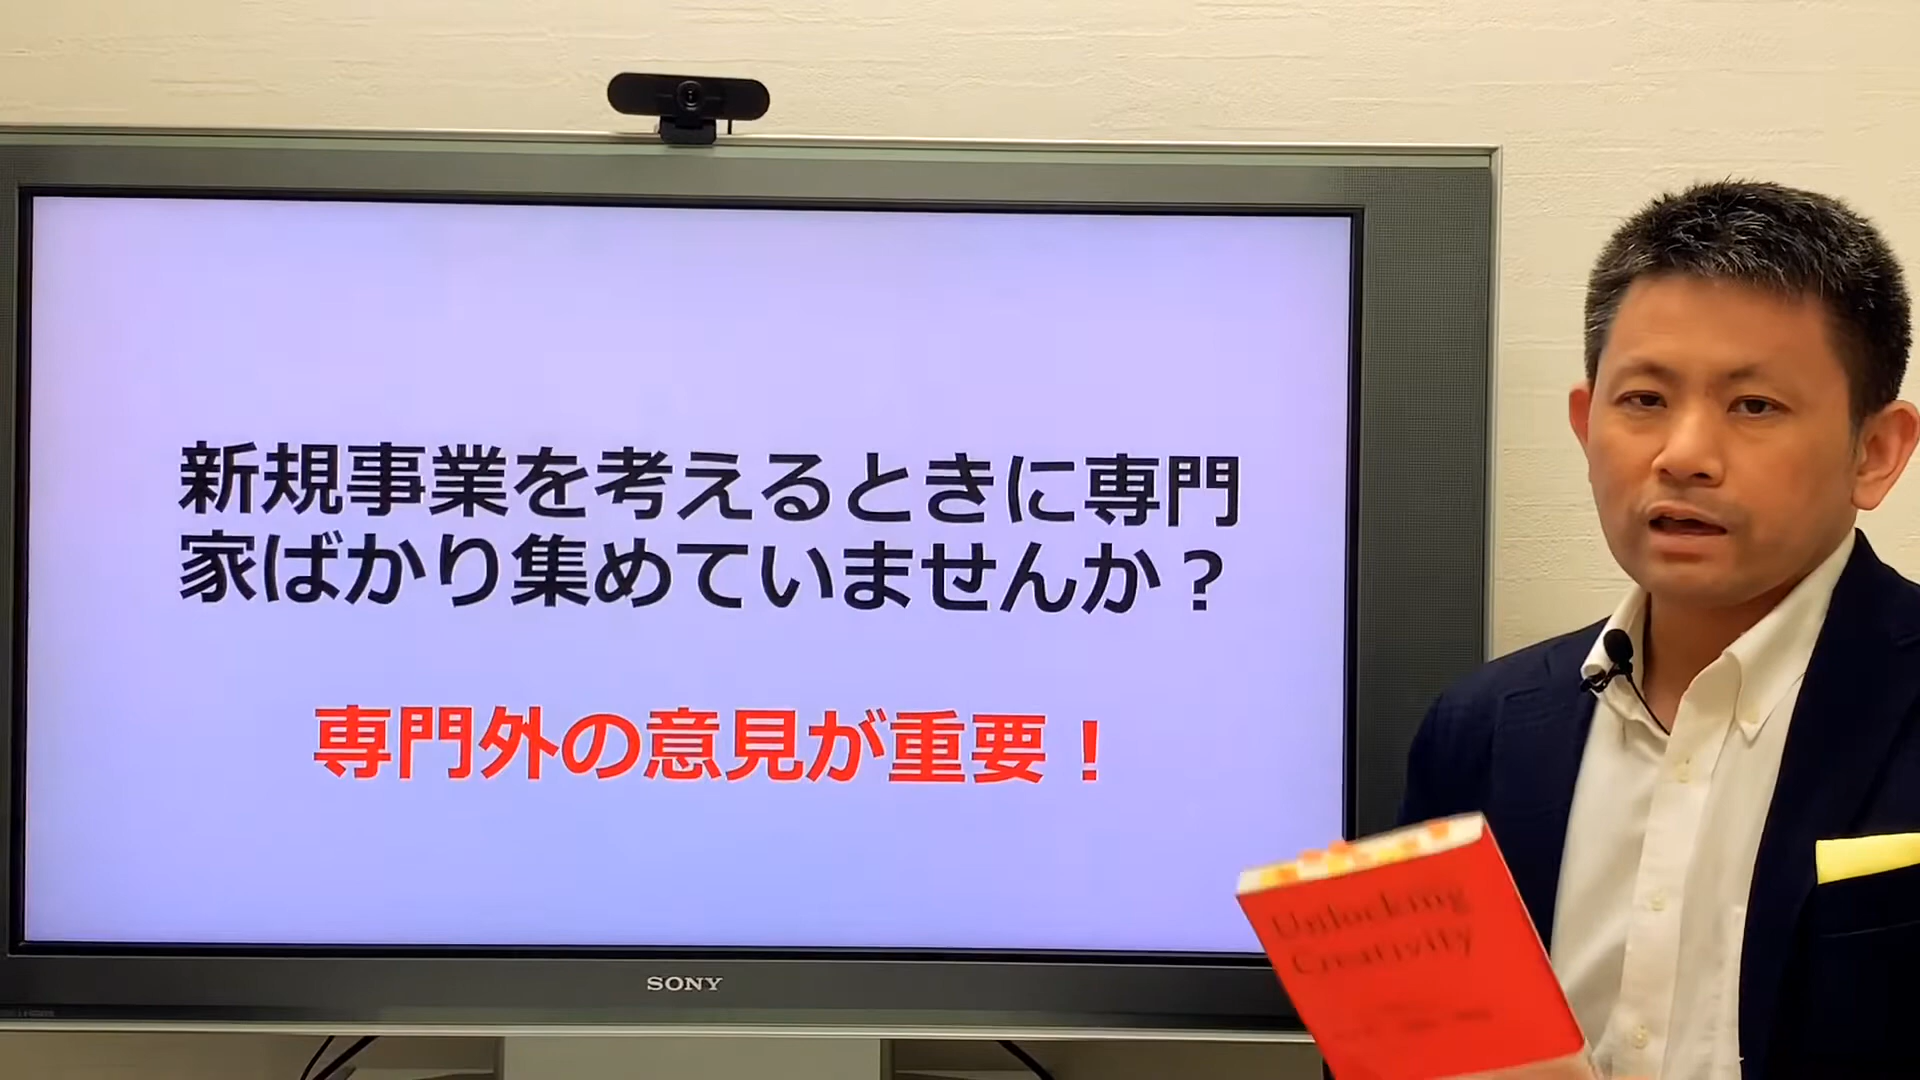 新規事業を考えるときに専門
家ばかり集めていませんか？
専門外の意見が重要！
SONY
Unlocking
Creativity